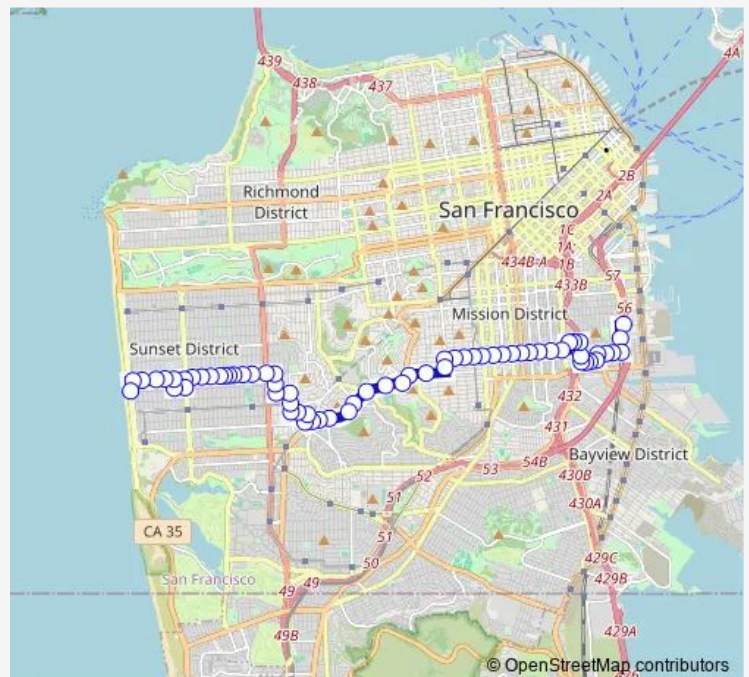 439
438
437
4A
Richmond
District
San Francisco
2B
2A
1C
1A;
1B
434B-A
433B
57
56
Mission District
Sunset District
432
431
Bayview District
52
53
54B
430B
430A
51
51
50
CA 35
San Francisco
49
49
49B
429C
429B
429A
© OpenStreetMap contributors